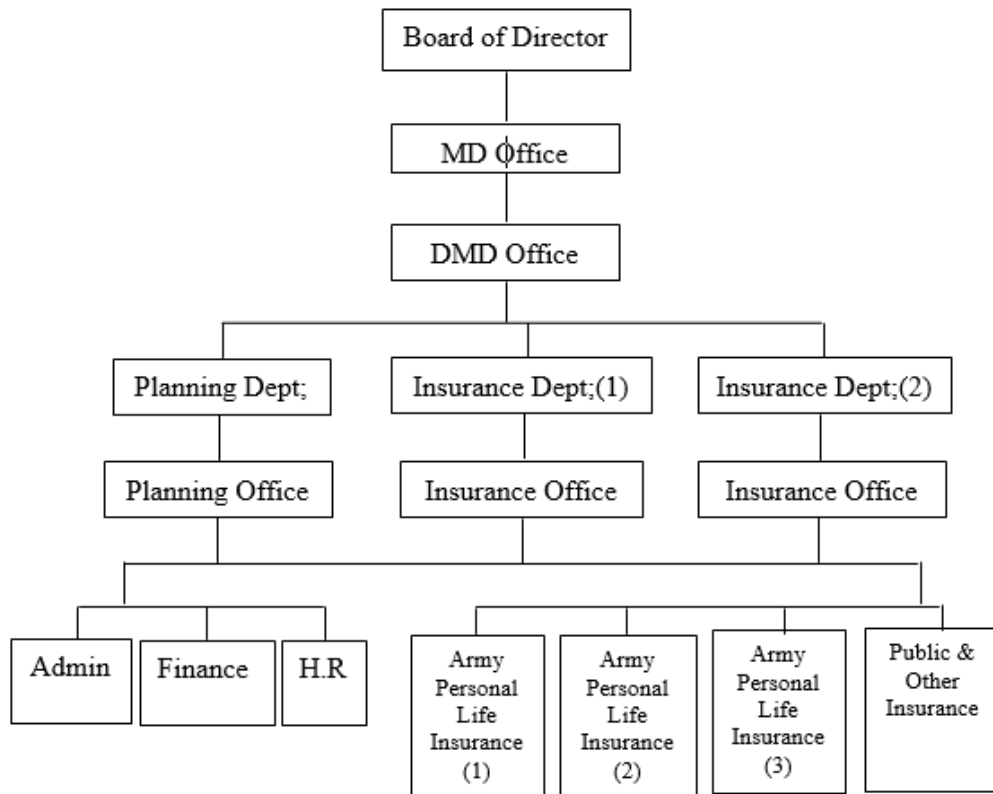 Board of Director
MD Office
DMD Office
Planning Dept;
Insurance Dept;(1)
Insurance Dept;(2)
Planning Office
Insurance Office
Insurance Office
Admin
Finance
H.R
Army
Personal
Life
Insurance
(1)
Army
Personal
Life
Insurance
(2)
Army
Personal
Life
Insurance
(3)
Public &
Other
Insurance